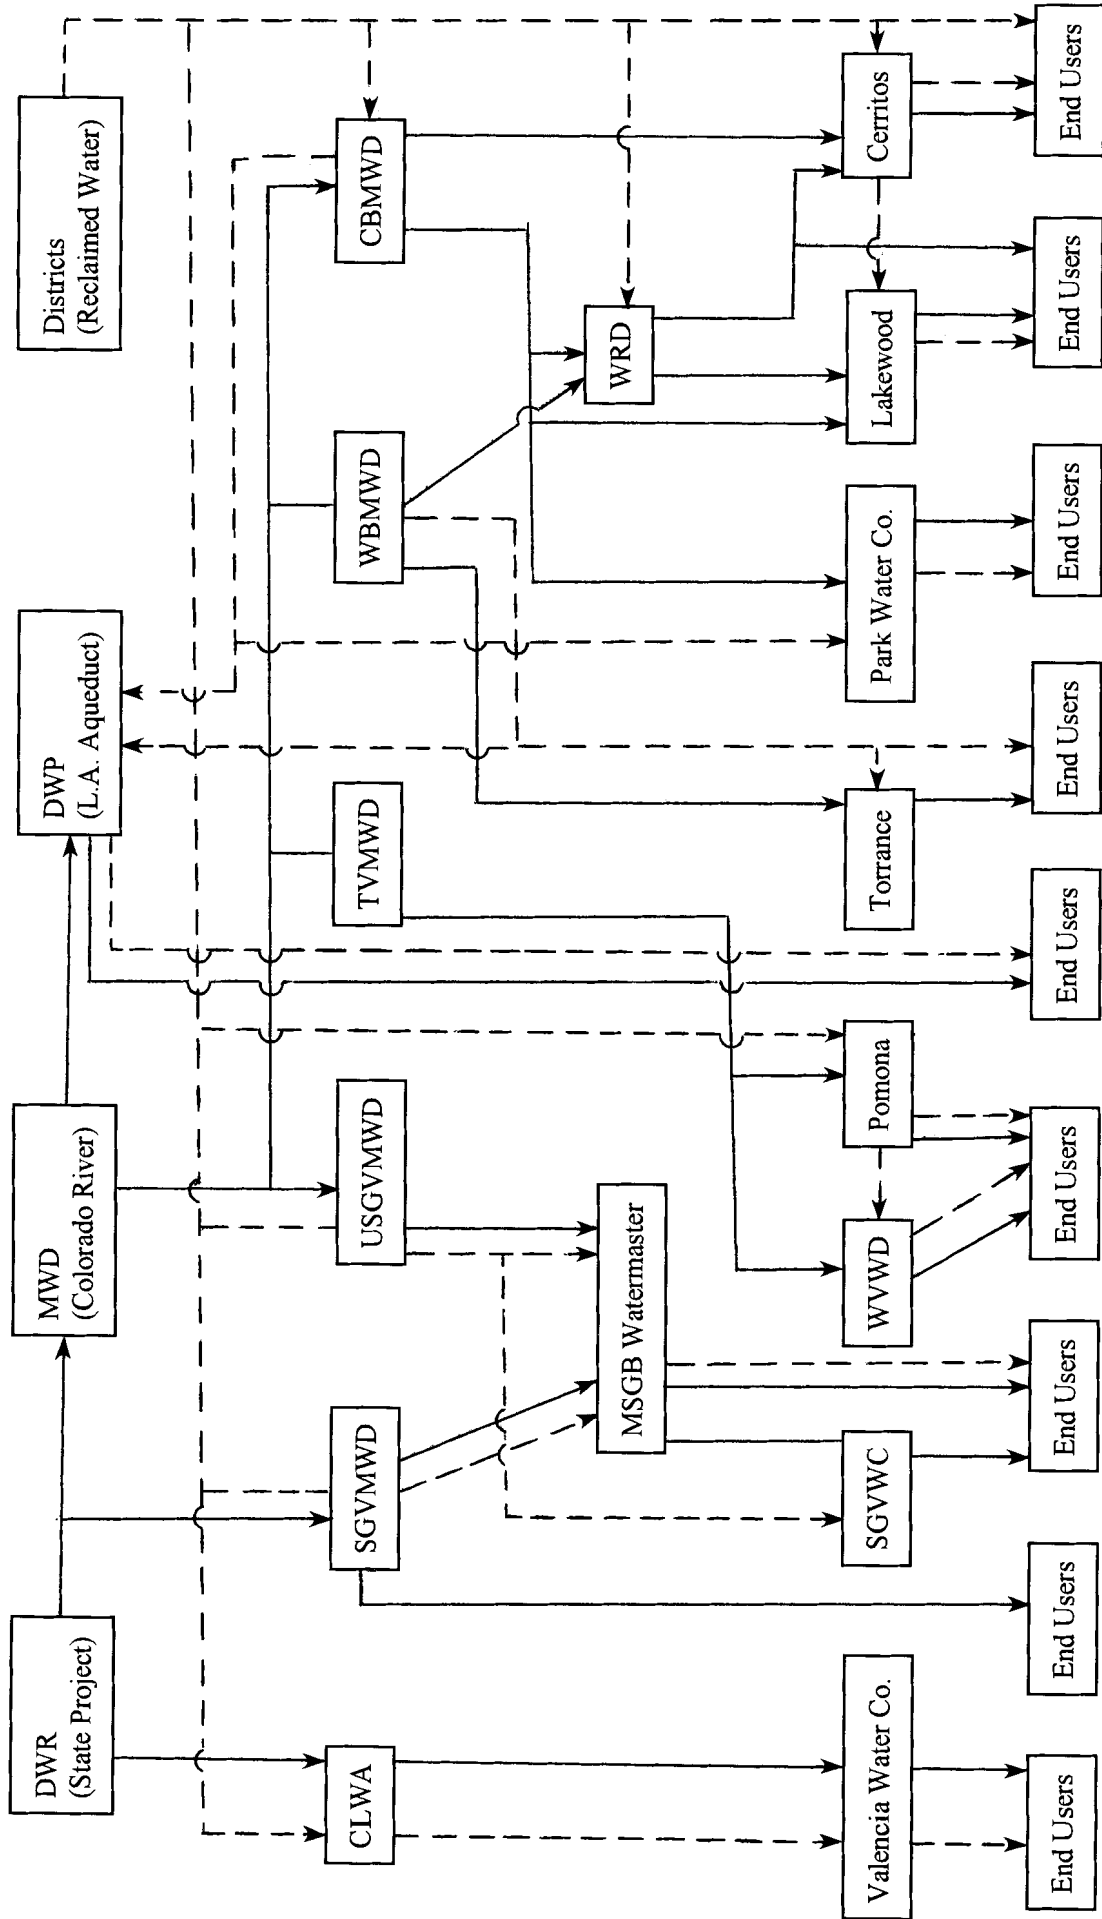 DWR
(State Project)
MWD
(Colorado River)
DWP
(L.A. Aqueduct)
Districts
(Reclaimed Water)
CLWA
SGVMWD
USGVMWD
TVMWD
WBMWD
CBMWD
MSGB Watermaster
WRD
Valencia Water Co.
SGVWC
WVWD
Pomona
Torrance
Park Water Co.
Lakewood
Cerritos
End Users
End Users
End Users
End Users
End Users
End Users
End Users
End Users
End Users